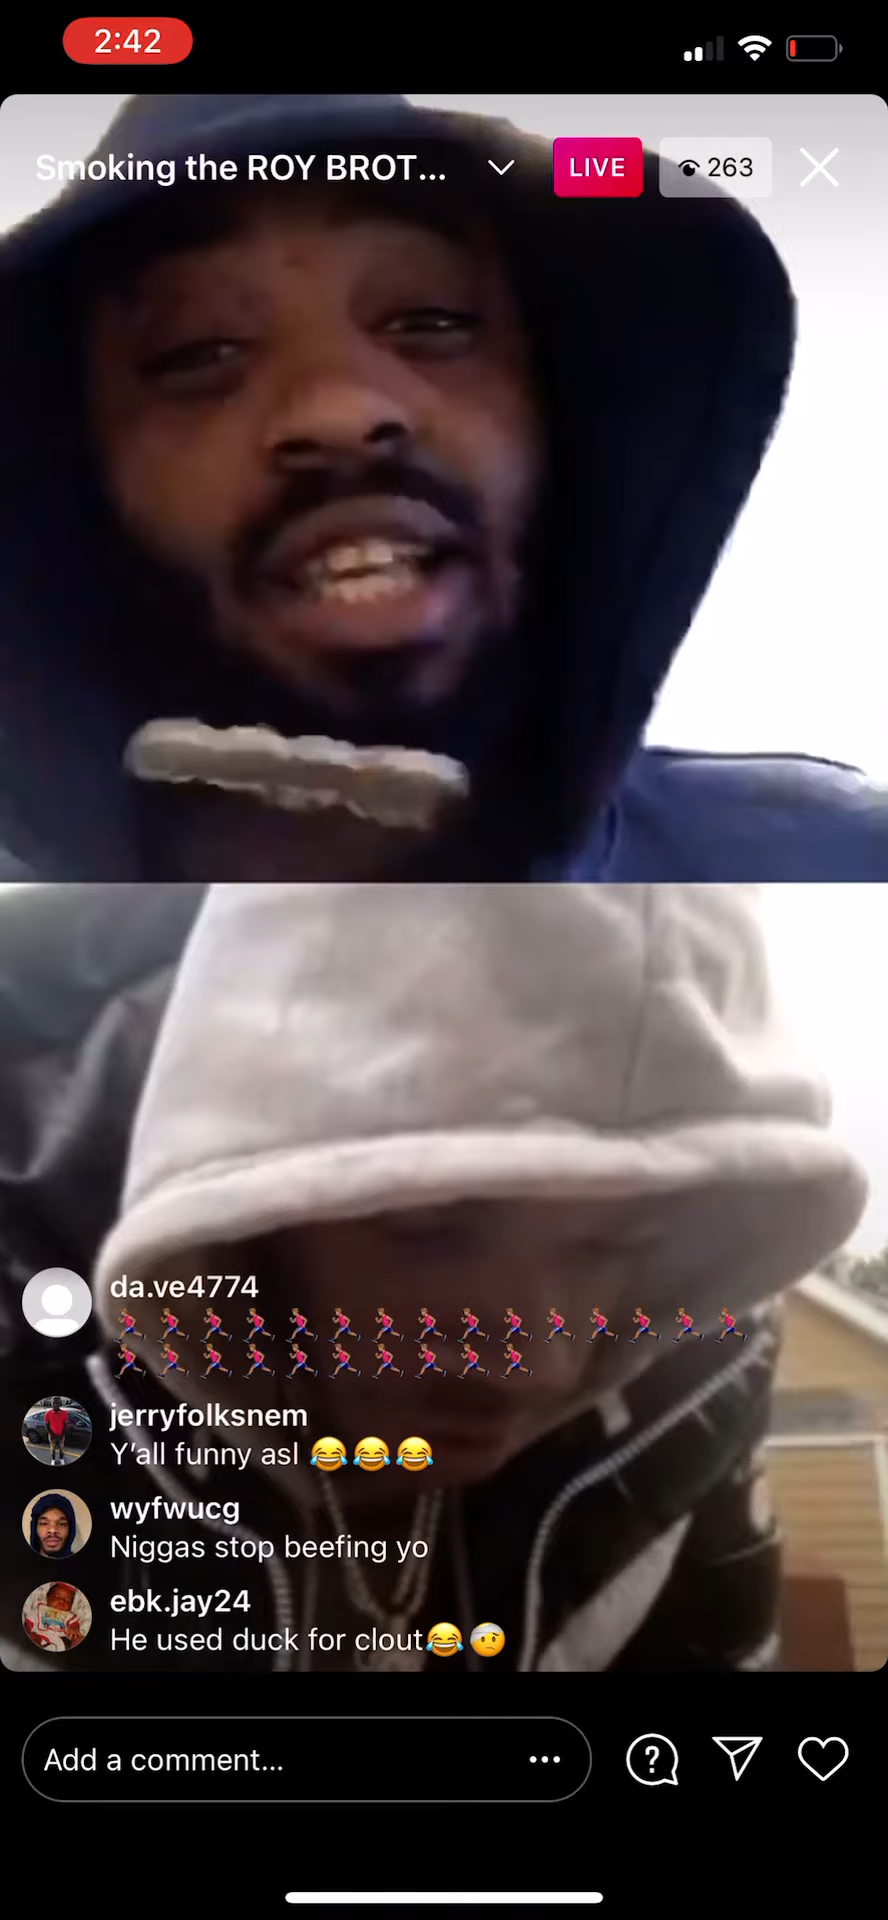 2:42
Smoking the ROY BROT...
LIVE
263
da.ve4774
🏃🏽🏃🏽🏃🏽🏃🏽🏃🏽🏃🏽🏃🏽🏃🏽🏃🏽🏃🏽🏃🏽🏃🏽🏃🏽🏃🏽🏃🏽
🏃🏽🏃🏽🏃🏽🏃🏽🏃🏽🏃🏽🏃🏽🏃🏽🏃🏽🏃🏽
jerryfolksnem
Y’all funny asl 😂😂😂
wyfwucg
Niggas stop beefing yo
ebk.jay24
He used duck for clout😂🤕
Add a comment...